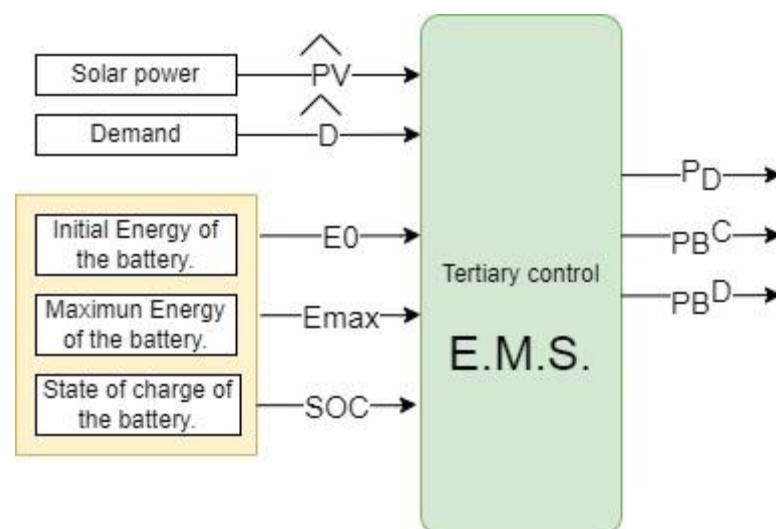 Solar power
P̂V̂
Demand
D̂
Initial Energy of
the battery.
E0
Maximun Energy
of the battery.
Emax
State of charge of
the battery.
SOC
Tertiary control
E.M.S.
PD
PBC
PBD